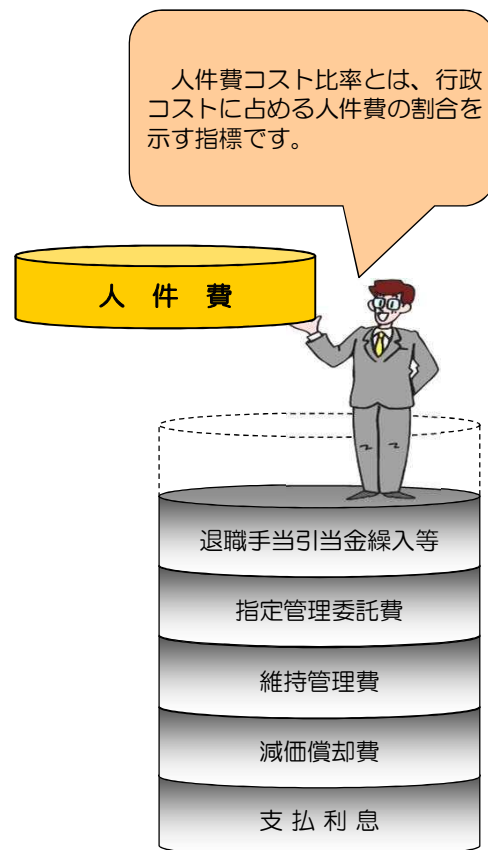 人件費コスト比率とは、行政
コストに占める人件費の割合を
示す指標です。
人件費
退職手当引当金繰入等
指定管理委託費
維持管理費
減価償却費
支払利息